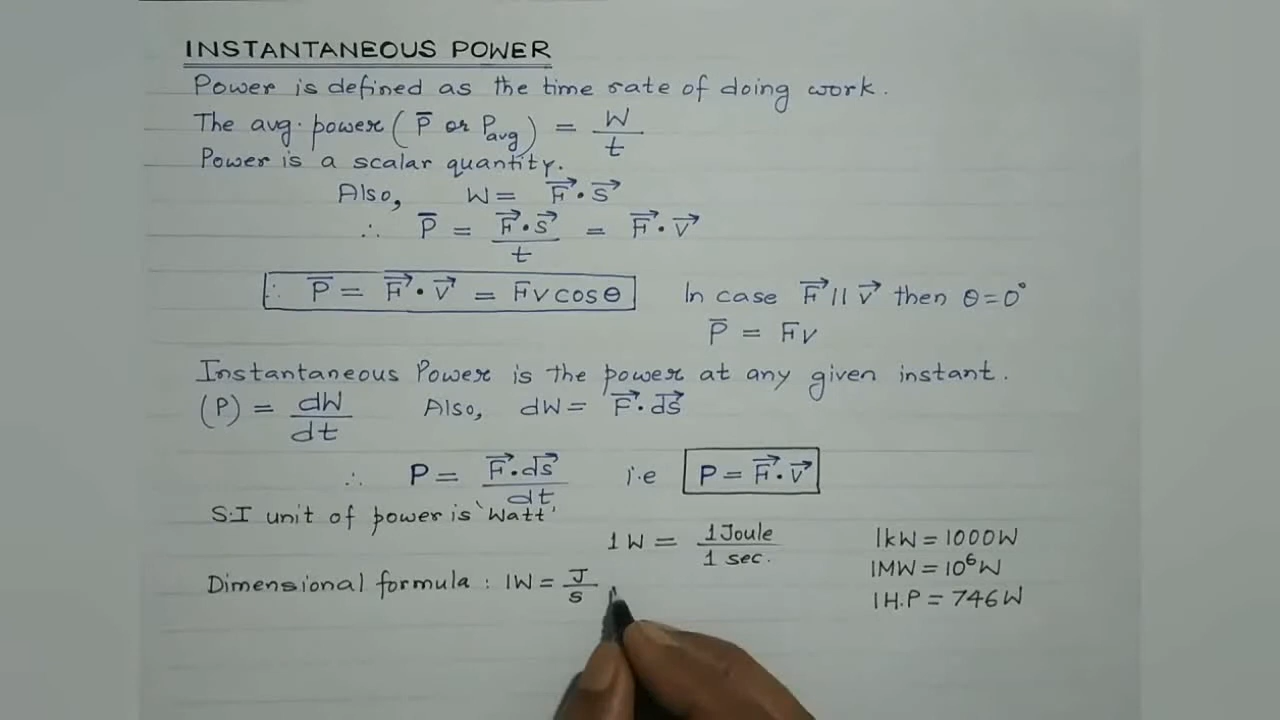 INSTANTANEOUS POWER
Power is defined as the time rate of doing work.
The avg. power ( P̄ or P_avg ) = W/t
Power is a scalar quantity.
Also, W = F⃗ · s⃗
∴ P̄ = F⃗ · s⃗ / t = F⃗ · v⃗
∴ P̄ = F⃗ · v⃗ = Fv cosθ In case F⃗ || v⃗ then θ = 0°
P̄ = Fv
Instantaneous Power is the power at any given instant.
(P) = dW/dt Also, dW = F⃗ · ds⃗
∴ P = F⃗ · ds⃗ / dt i.e P = F⃗ · v⃗
S.I unit of power is 'Watt'
1 W = 1 Joule / 1 sec. 1kW = 1000W
1MW = 10⁶W
Dimensional formula : 1W = J/s
1H.P = 746W